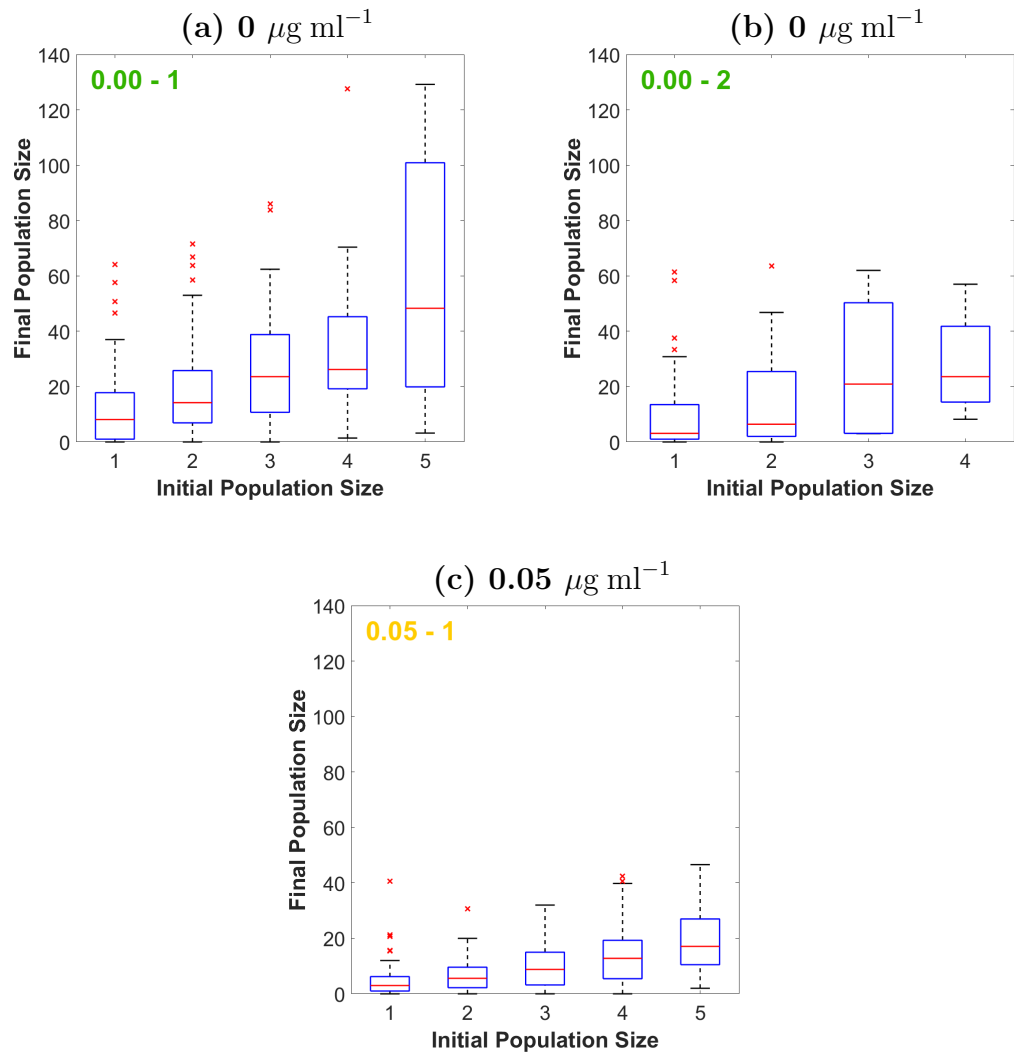 (a) 0 μg ml⁻¹
0.00 - 1
140
120
100
80
60
40
20
0
Final Population Size
1 2 3 4 5
Initial Population Size
(b) 0 μg ml⁻¹
0.00 - 2
140
120
100
80
60
40
20
0
Final Population Size
1 2 3 4
Initial Population Size
(c) 0.05 μg ml⁻¹
0.05 - 1
140
120
100
80
60
40
20
0
Final Population Size
1 2 3 4 5
Initial Population Size